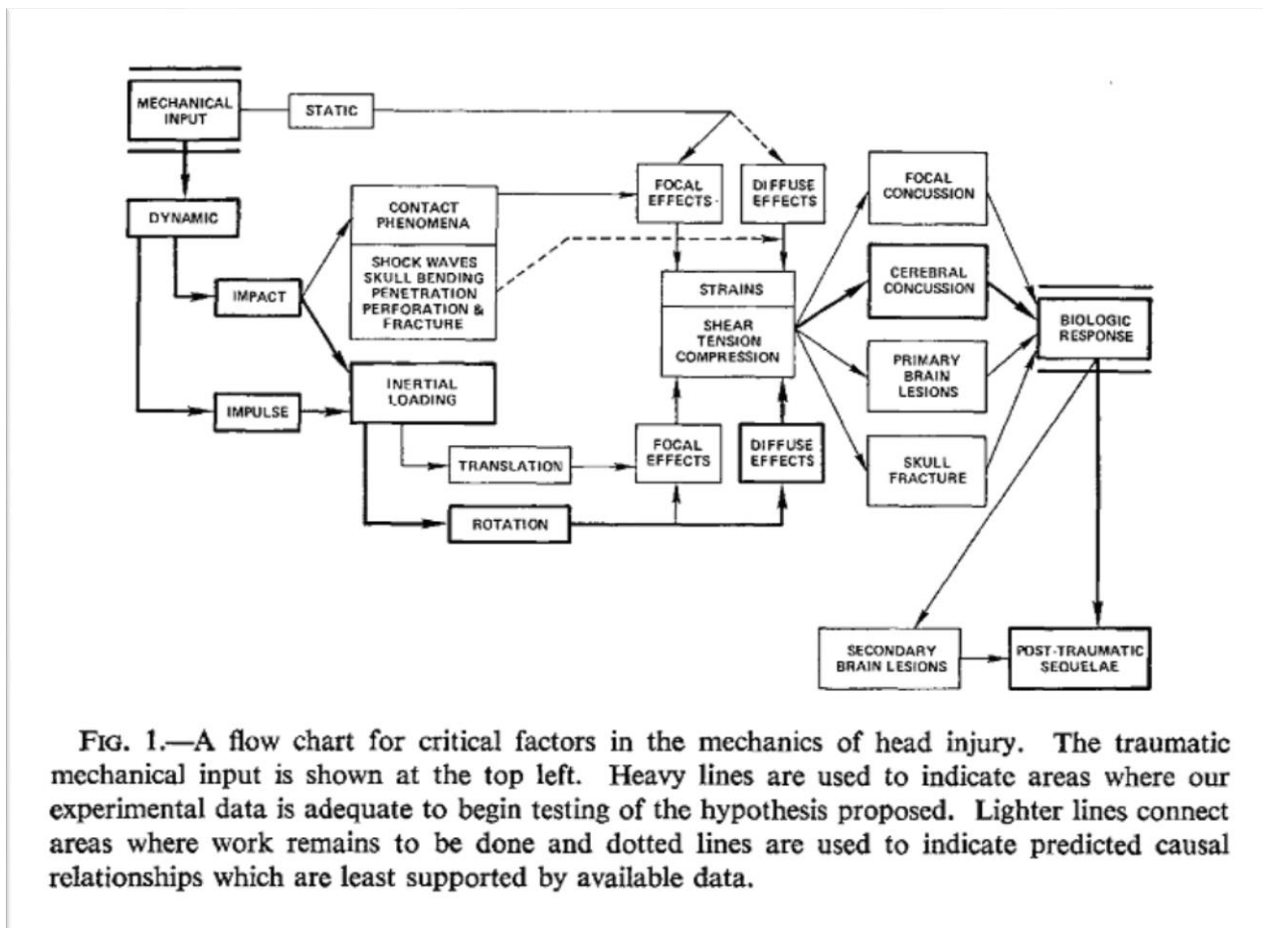 MECHANICAL
INPUT
STATIC
DYNAMIC
IMPACT
IMPULSE
CONTACT
PHENOMENA
SHOCK WAVES
SKULL BENDING
PENETRATION
PERFORATION &
FRACTURE
INERTIAL
LOADING
TRANSLATION
ROTATION
FOCAL
EFFECTS
DIFFUSE
EFFECTS
STRAINS
SHEAR
TENSION
COMPRESSION
FOCAL
EFFECTS
DIFFUSE
EFFECTS
FOCAL
CONCUSSION
CEREBRAL
CONCUSSION
PRIMARY
BRAIN
LESIONS
SKULL
FRACTURE
BIOLOGIC
RESPONSE
SECONDARY
BRAIN LESIONS
POST-TRAUMATIC
SEQUELAE
FIG. 1.—A flow chart for critical factors in the mechanics of head injury. The traumatic
mechanical input is shown at the top left. Heavy lines are used to indicate areas where our
experimental data is adequate to begin testing of the hypothesis proposed. Lighter lines connect
areas where work remains to be done and dotted lines are used to indicate predicted causal
relationships which are least supported by available data.